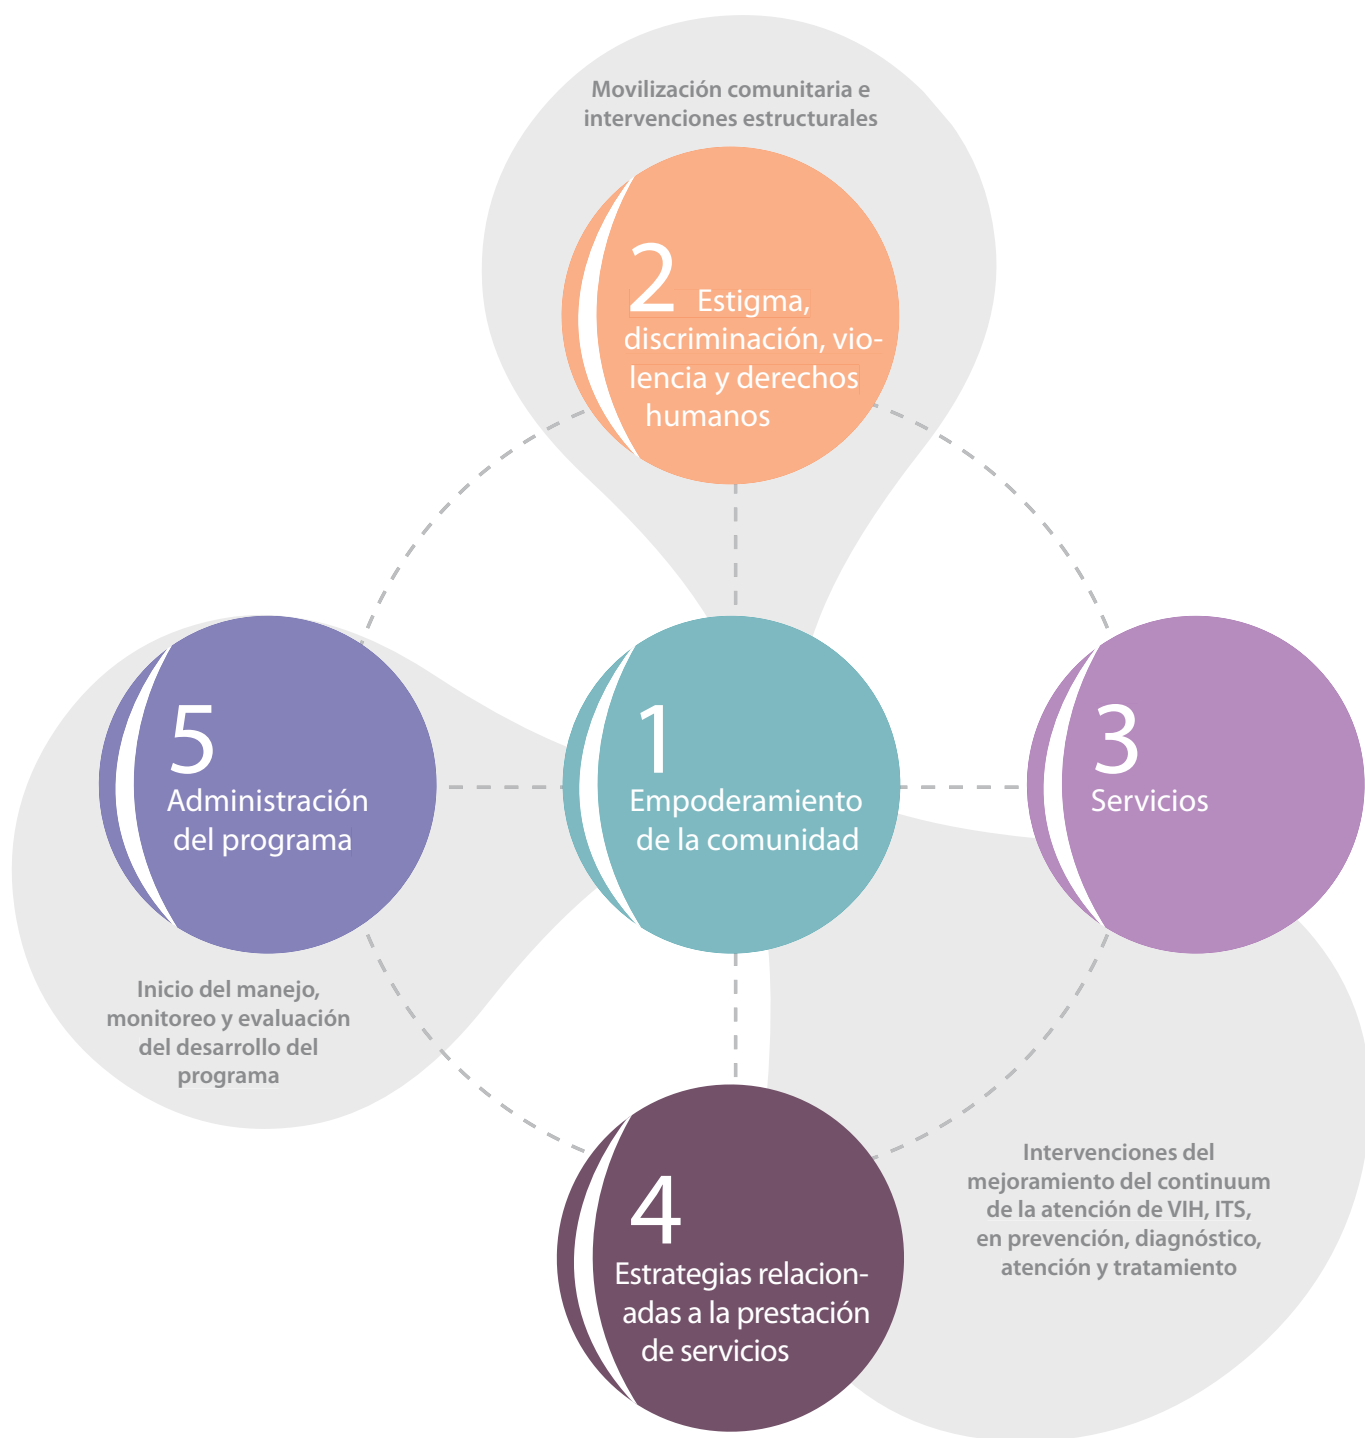 Movilización comunitaria e
intervenciones estructurales
2 Estigma,
discriminación, vio-
lencia y derechos
humanos
5
Administración
del programa
1
Empoderamiento
de la comunidad
3
Servicios
Inicio del manejo,
monitoreo y evaluación
del desarrollo del
programa
4
Estrategias relacion-
adas a la prestación
de servicios
Intervenciones del
mejoramiento del continuum
de la atención de VIH, ITS,
en prevención, diagnóstico,
atención y tratamiento